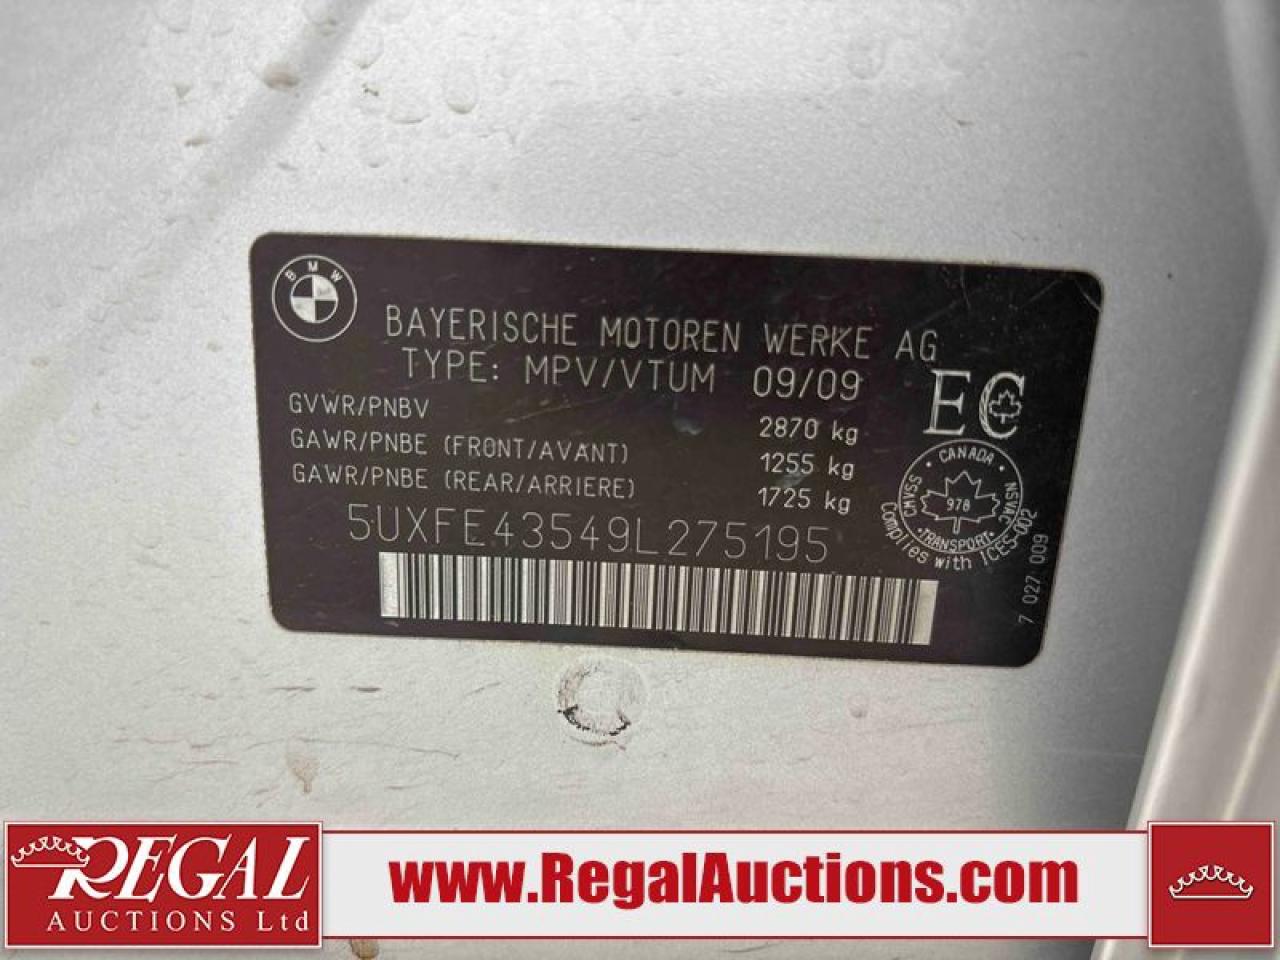 BMW
BAYERISCHE MOTOREN WERKE AG
TYPE: MPV/VTUM 09/09
GVWR/PNBV 2870 kg
GAWR/PNBE (FRONT/AVANT) 1255 kg
GAWR/PNBE (REAR/ARRIERE) 1725 kg
5UXFE43549L275195
EC
CANADA
CMVSS
978
NSVAC
TRANSPORT
Complies with ICES-002
7 027 009
REGAL
AUCTIONS Ltd
www.RegalAuctions.com